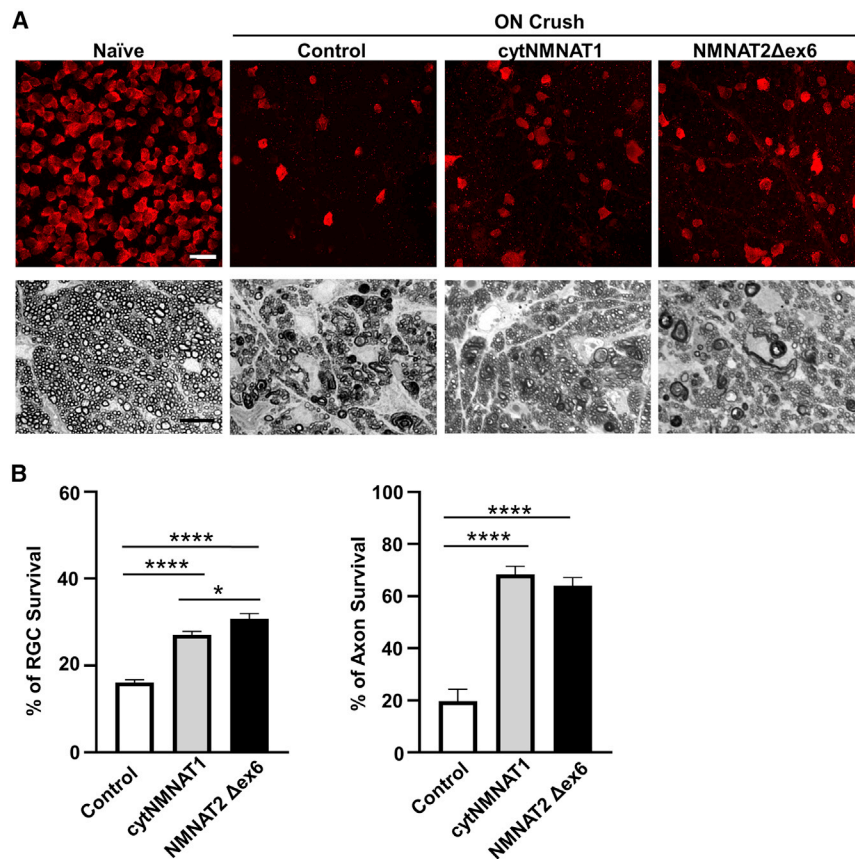 A
ON Crush
Naïve Control cytNMNAT1 NMNAT2Δex6
B
% of RGC Survival
60
40
20
0
****
****
*
Control
cytNMNAT1
NMNAT2 Δex6
% of Axon Survival
100
80
60
40
20
0
****
****
Control
cytNMNAT1
NMNAT2 Δex6